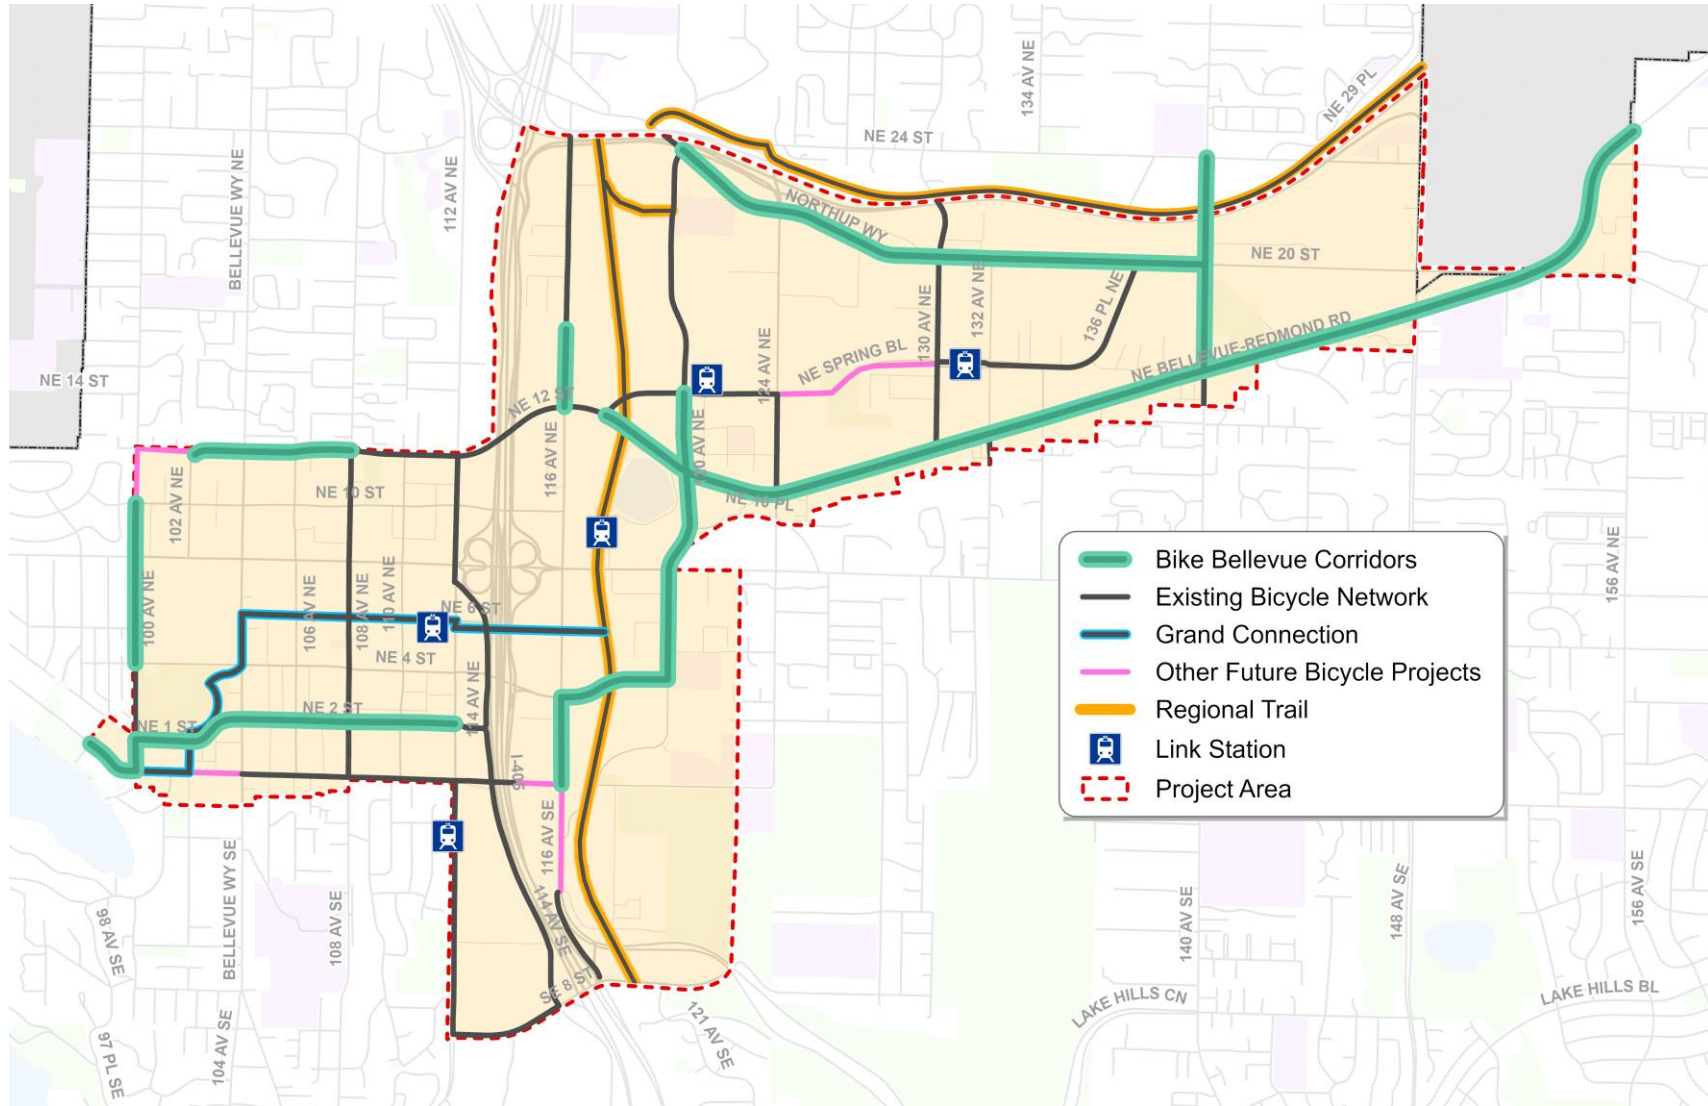 134 AV NE
NE 29 PL
NE 24 ST
112 AV NE
BELLEVUE WY NE
NORTHUP WY
NE 20 ST
132 AV NE
130 AV NE
136 PL NE
NE BELLEVUE-REDMOND RD
124 AV NE
NE SPRING BL
NE 14 ST
NE 12 ST
116 AV NE
120 AV NE
102 AV NE
NE 10 ST
NE 10 PL
100 AV NE
106 AV NE
108 AV NE
110 AV NE
NE 6 ST
NE 4 ST
114 AV NE
NE 2 ST
NE 1 ST
I-405
116 AV SE
114 AV SE
SE 8 ST
121 AV SE
BELLEVUE WY SE
108 AV SE
98 AV SE
104 AV SE
97 PL SE
Bike Bellevue Corridors
Existing Bicycle Network
Grand Connection
Other Future Bicycle Projects
Regional Trail
Link Station
Project Area
156 AV NE
140 AV SE
148 AV SE
156 AV SE
LAKE HILLS CN
LAKE HILLS BL